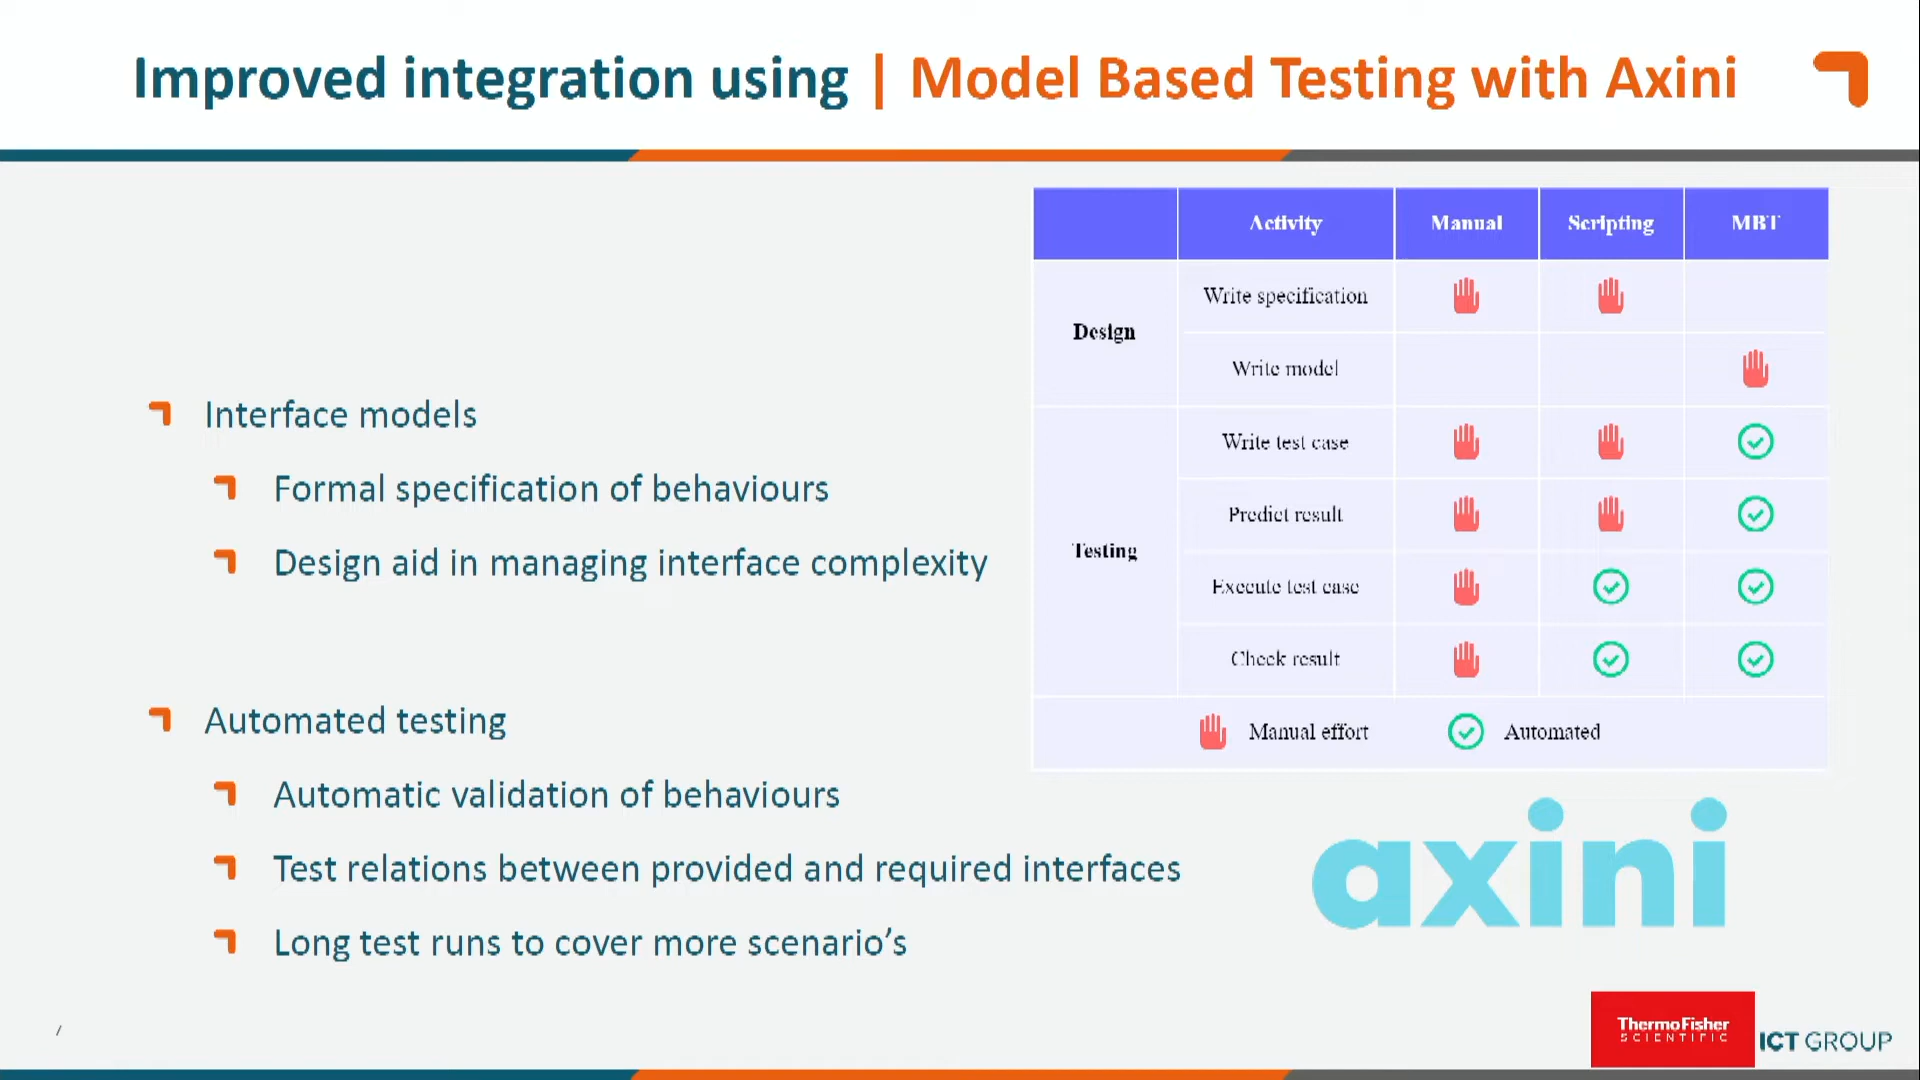 Improved integration using | Model Based Testing with Axini
Interface models
Formal specification of behaviours
Design aid in managing interface complexity
Automated testing
Automatic validation of behaviours
Test relations between provided and required interfaces
Long test runs to cover more scenario's
Activity Manual Scripting MBT
Design
Write specification
Write model
Testing
Write test case
Predict result
Execute test case
Check result
Manual effort Automated
axini
/
ThermoFisher
SCIENTIFIC
ICT GROUP